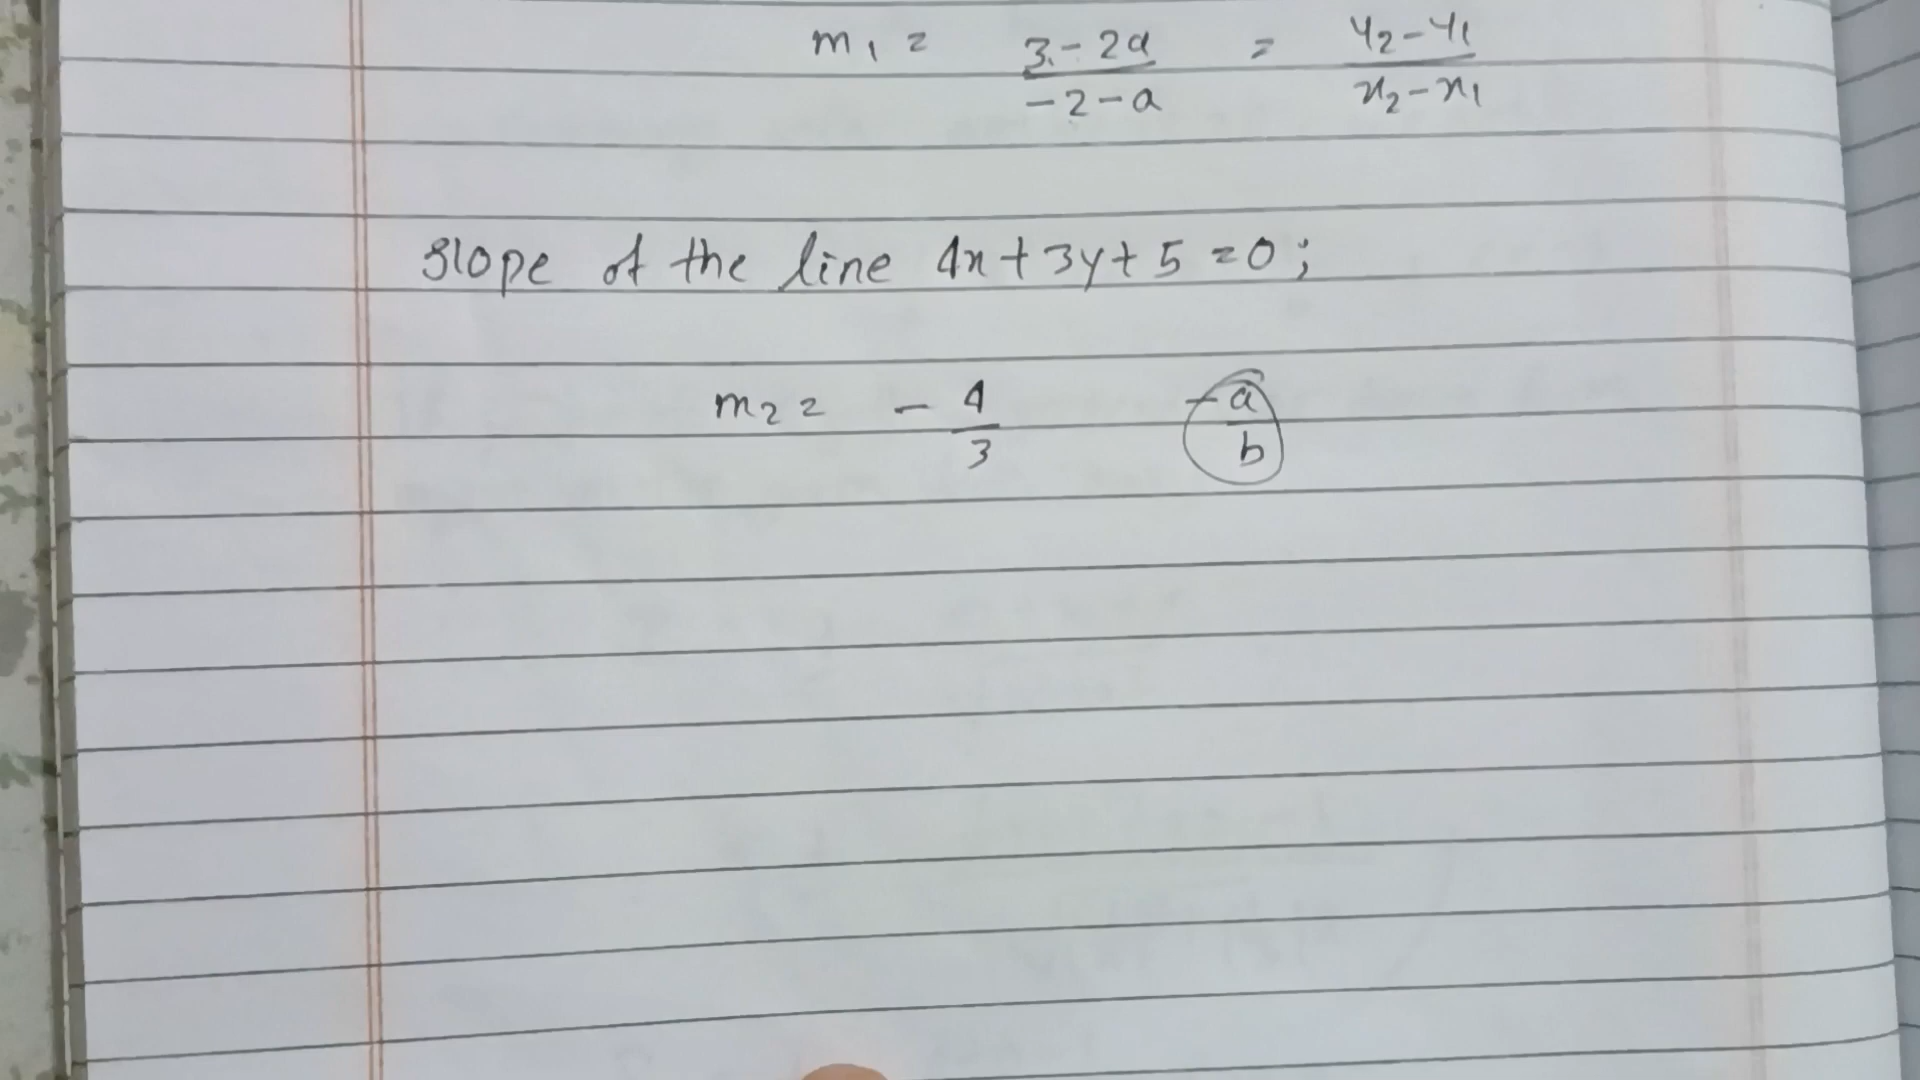 m₁ = 3-2a / -2-a = y₂-y₁ / x₂-x₁
slope of the line 4x+3y+5=0;
m₂= -4/3 -a/b